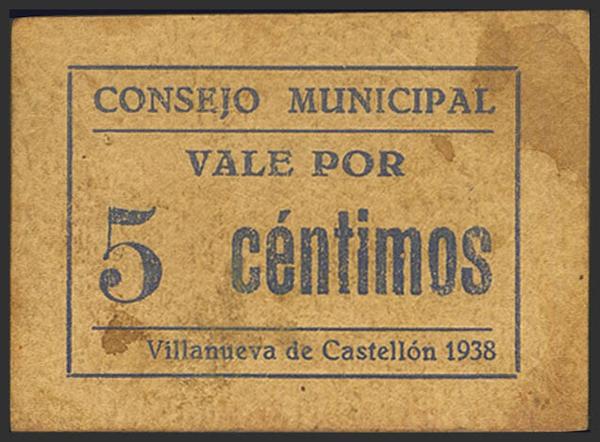 CONSEJO MUNICIPAL
VALE POR
5 céntimos
Villanueva de Castellón 1938